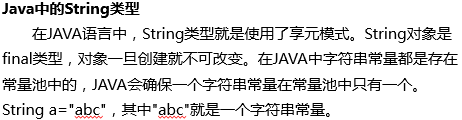 Java中的String类型
在JAVA语言中，String类型就是使用了享元模式。String对象是
final类型，对象一旦创建就不可改变。在JAVA中字符串常量都是存在
常量池中的，JAVA会确保一个字符串常量在常量池中只有一个。
String a="abc"，其中"abc"就是一个字符串常量。